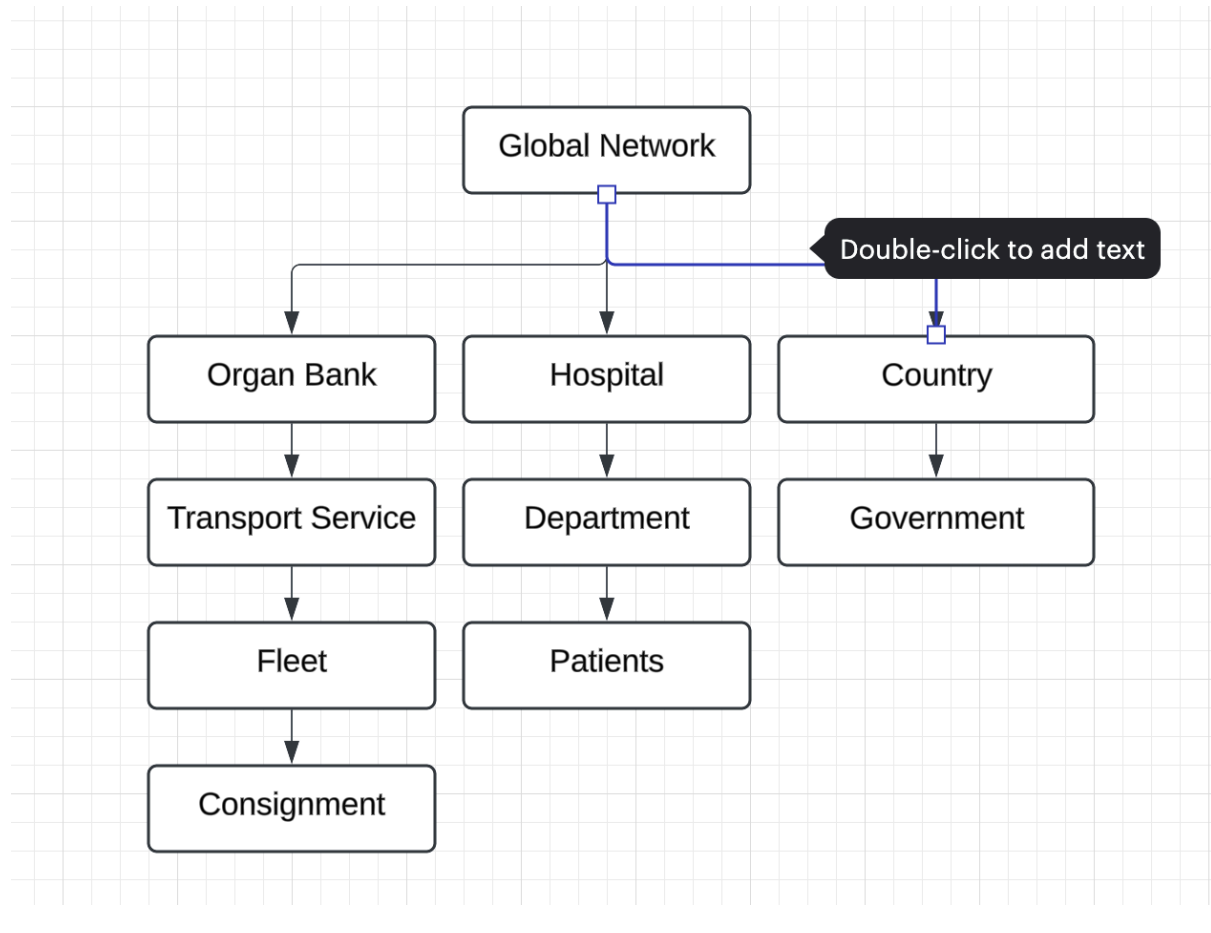 Global Network
Double-click to add text
Organ Bank
Hospital
Country
Transport Service
Department
Government
Fleet
Patients
Consignment